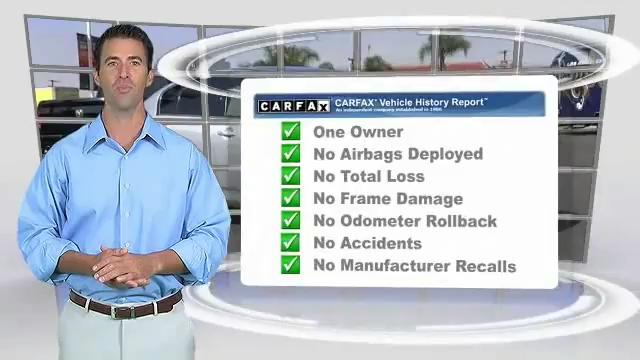 CARFAX CARFAX Vehicle History Report™
An independent company established in 1986
One Owner
No Airbags Deployed
No Total Loss
No Frame Damage
No Odometer Rollback
No Accidents
No Manufacturer Recalls